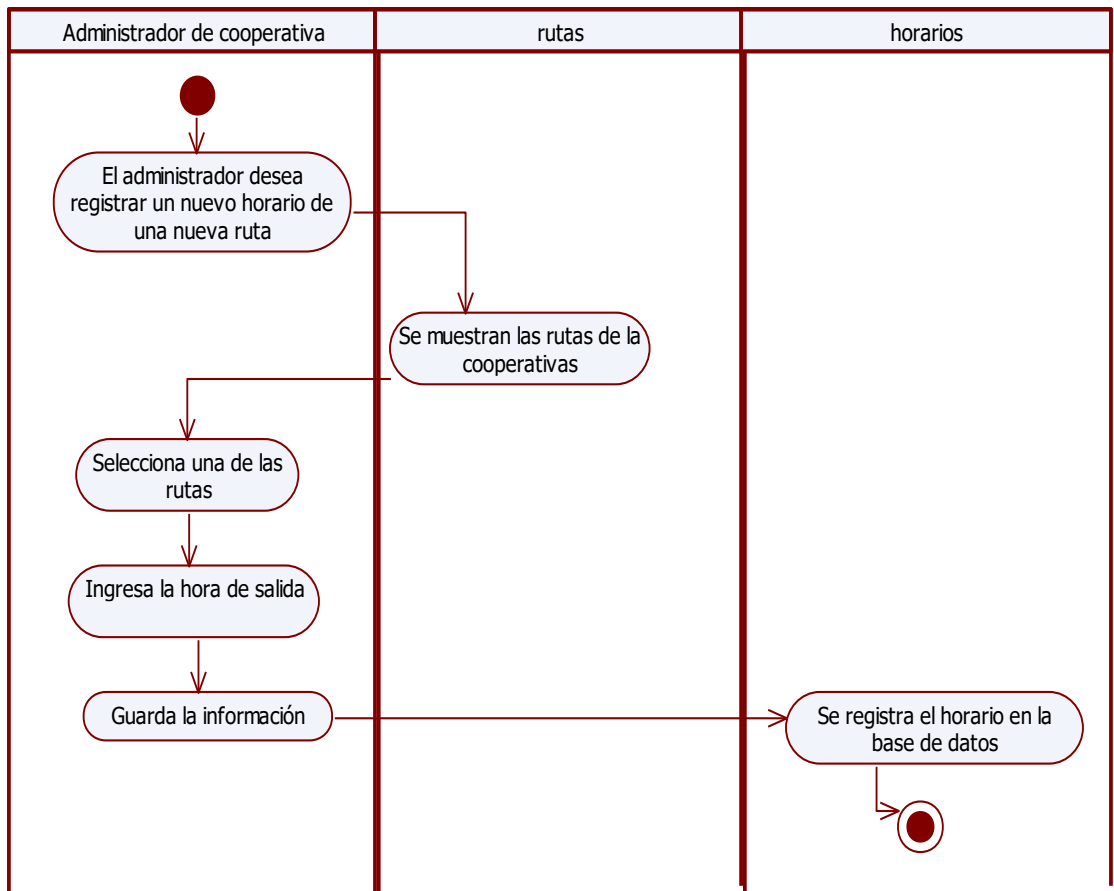 Administrador de cooperativa
rutas
horarios
El administrador desea
registrar un nuevo horario de
una nueva ruta
Se muestran las rutas de la
cooperativas
Selecciona una de las
rutas
Ingresa la hora de salida
Guarda la información
Se registra el horario en la
base de datos